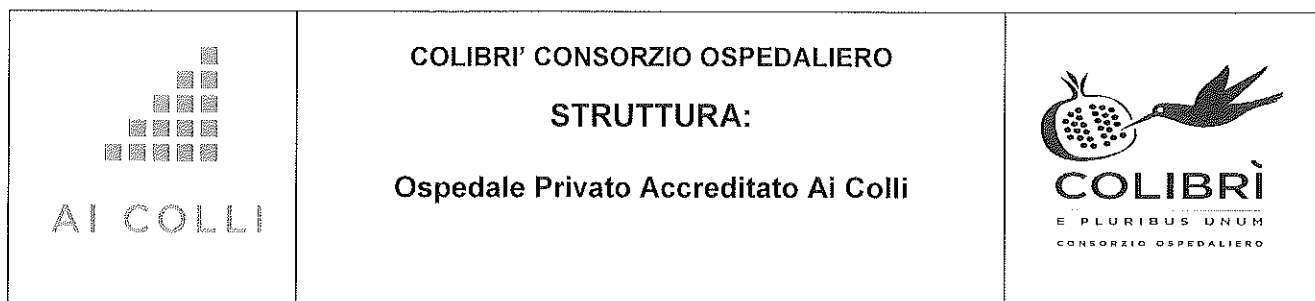 AI COLLI
COLIBRI' CONSORZIO OSPEDALIERO
STRUTTURA:
Ospedale Privato Accreditato Ai Colli
COLIBRÌ
E PLURIBUS UNUM
CONSORZIO OSPEDALIERO